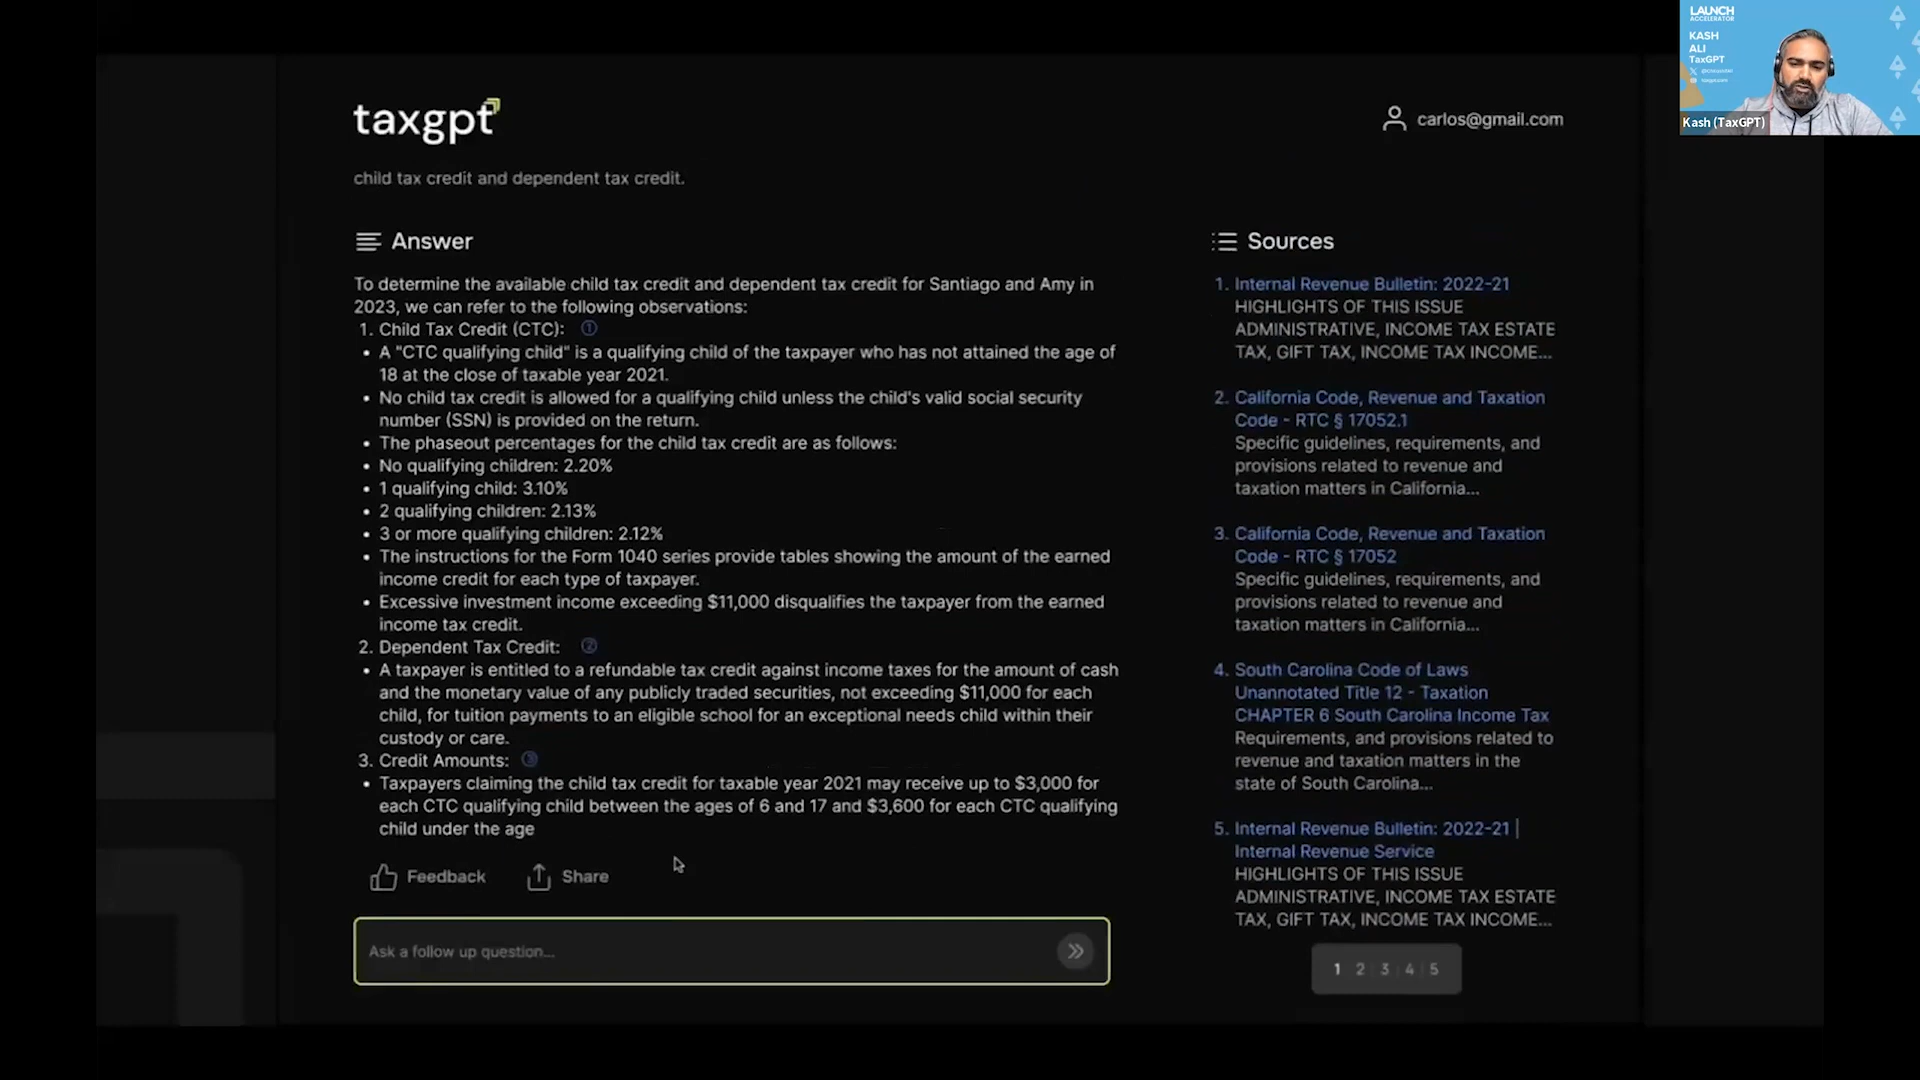 LAUNCH
ACCELERATOR
KASH
ALI
TaxGPT
Kash (TaxGPT)
taxgpt
carlos@gmail.com
child tax credit and dependent tax credit.
Answer
To determine the available child tax credit and dependent tax credit for Santiago and Amy in
2023, we can refer to the following observations:
1. Child Tax Credit (CTC): 1
• A "CTC qualifying child" is a qualifying child of the taxpayer who has not attained the age of
18 at the close of taxable year 2021.
• No child tax credit is allowed for a qualifying child unless the child's valid social security
number (SSN) is provided on the return.
• The phaseout percentages for the child tax credit are as follows:
• No qualifying children: 2.20%
• 1 qualifying child: 3.10%
• 2 qualifying children: 2.13%
• 3 or more qualifying children: 2.12%
• The instructions for the Form 1040 series provide tables showing the amount of the earned
income credit for each type of taxpayer.
• Excessive investment income exceeding $11,000 disqualifies the taxpayer from the earned
income tax credit.
2. Dependent Tax Credit: 2
• A taxpayer is entitled to a refundable tax credit against income taxes for the amount of cash
and the monetary value of any publicly traded securities, not exceeding $11,000 for each
child, for tuition payments to an eligible school for an exceptional needs child within their
custody or care.
3. Credit Amounts: 3
• Taxpayers claiming the child tax credit for taxable year 2021 may receive up to $3,000 for
each CTC qualifying child between the ages of 6 and 17 and $3,600 for each CTC qualifying
child under the age
Feedback
Share
Ask a follow up question...
Sources
1. Internal Revenue Bulletin: 2022-21
HIGHLIGHTS OF THIS ISSUE
ADMINISTRATIVE, INCOME TAX ESTATE
TAX, GIFT TAX, INCOME TAX INCOME...
2. California Code, Revenue and Taxation
Code - RTC § 17052.1
Specific guidelines, requirements, and
provisions related to revenue and
taxation matters in California...
3. California Code, Revenue and Taxation
Code - RTC § 17052
Specific guidelines, requirements, and
provisions related to revenue and
taxation matters in California...
4. South Carolina Code of Laws
Unannotated Title 12 - Taxation
CHAPTER 6 South Carolina Income Tax
Requirements, and provisions related to
revenue and taxation matters in the
state of South Carolina...
5. Internal Revenue Bulletin: 2022-21 |
Internal Revenue Service
HIGHLIGHTS OF THIS ISSUE
ADMINISTRATIVE, INCOME TAX ESTATE
TAX, GIFT TAX, INCOME TAX INCOME...
1 2 3 4 5